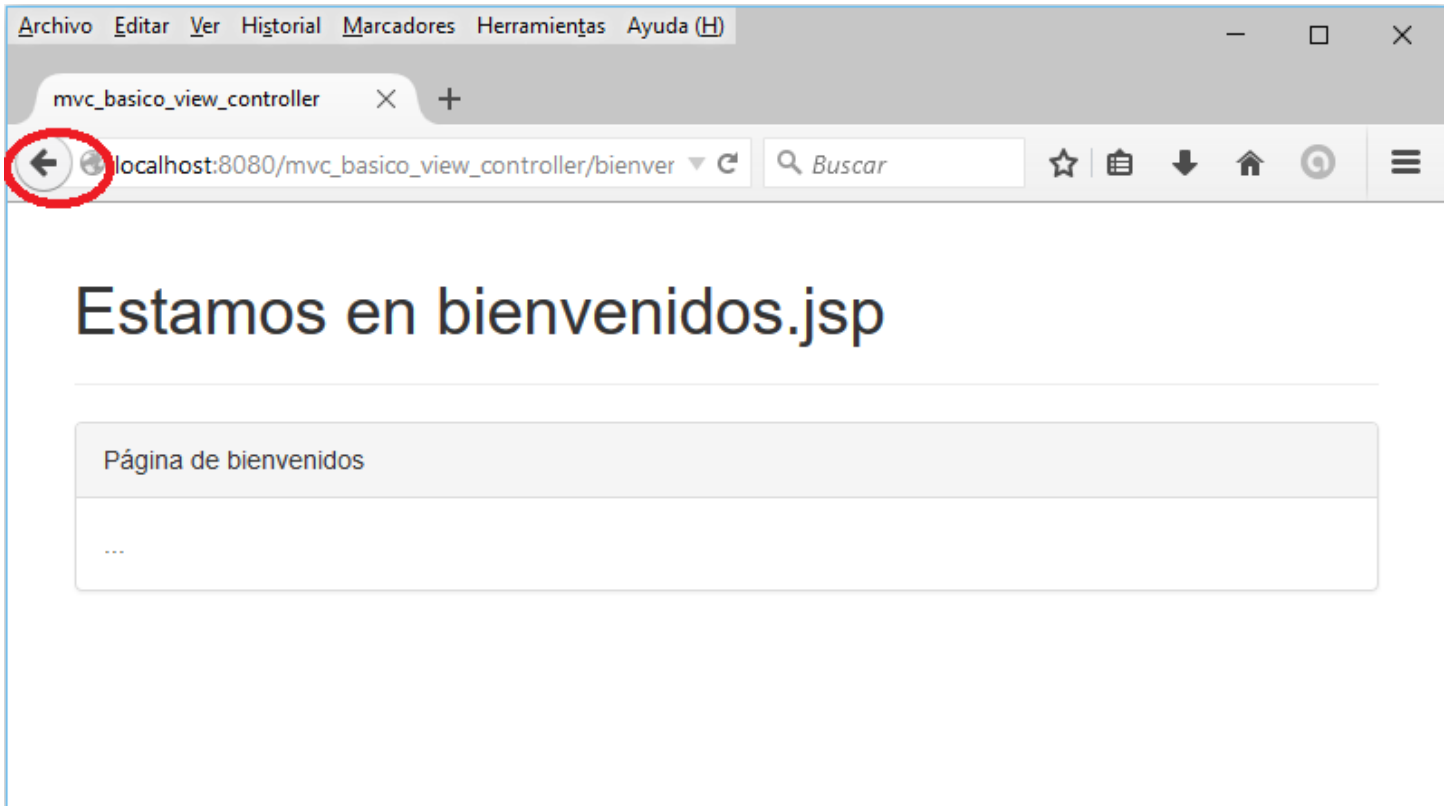 Archivo Editar Ver Historial Marcadores Herramientas Ayuda (H)
mvc_basico_view_controller
localhost:8080/mvc_basico_view_controller/bienver
Buscar
Estamos en bienvenidos.jsp
Página de bienvenidos
...